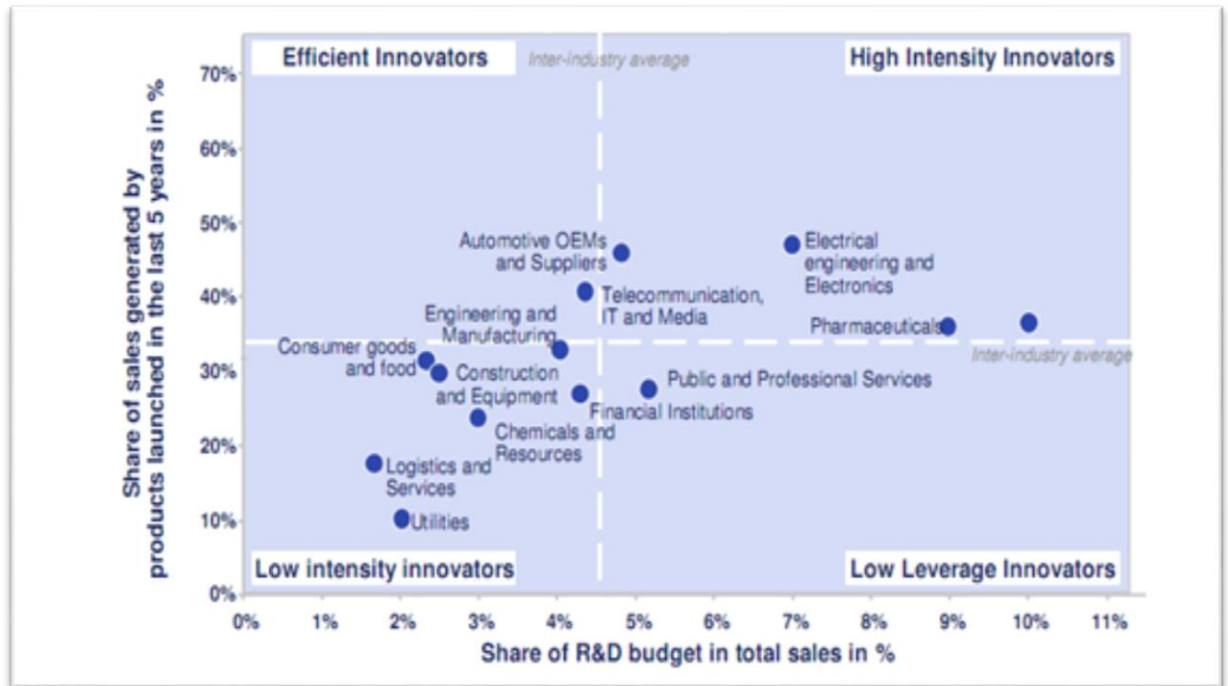 Efficient Innovators
Inter-industry average
High Intensity Innovators
Share of sales generated by
products launched in the last 5 years in %
70%
60%
50%
40%
30%
20%
10%
0%
Automotive OEMs
and Suppliers
Electrical
engineering and
Electronics
Telecommunication,
IT and Media
Engineering and
Manufacturing
Pharmaceuticals
Inter-industry average
Consumer goods
and food
Construction
and Equipment
Public and Professional Services
Financial Institutions
Chemicals and
Resources
Logistics and
Services
Utilities
Low intensity innovators
Low Leverage Innovators
0%
1%
2%
3%
4%
5%
6%
7%
8%
9%
10%
11%
Share of R&D budget in total sales in %